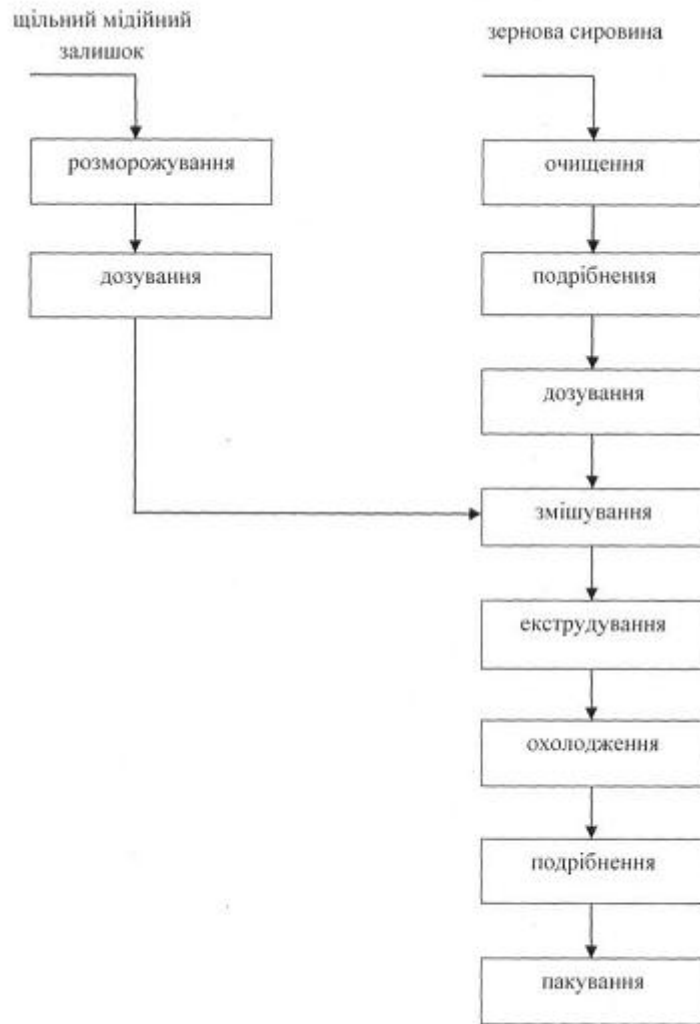 щільний мідійний
залишок
розморожування
дозування
зернова сировина
очищення
подрібнення
дозування
змішування
екструдування
охолодження
подрібнення
пакування